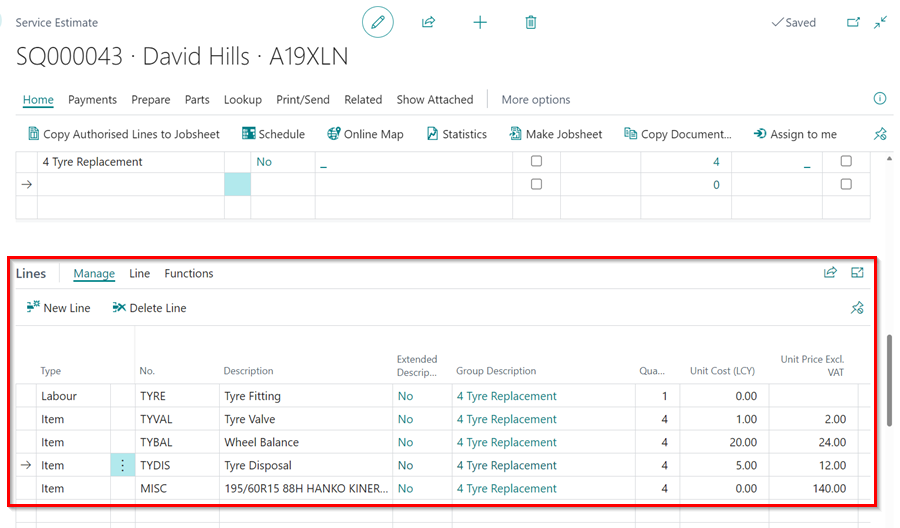 Service Estimate
Saved
SQ000043 · David Hills · A19XLN
Home Payments Prepare Parts Lookup Print/Send Related Show Attached More options
Copy Authorised Lines to Jobsheet Schedule Online Map Statistics Make Jobsheet Copy Document... Assign to me
4 Tyre Replacement No _ 4 _
0
Lines Manage Line Functions
New Line Delete Line
Type No. Description Extended Descrip... Group Description Qua... Unit Cost (LCY) Unit Price Excl. VAT
Labour TYRE Tyre Fitting No 4 Tyre Replacement 1 0.00
Item TYVAL Tyre Valve No 4 Tyre Replacement 4 1.00 2.00
Item TYBAL Wheel Balance No 4 Tyre Replacement 4 20.00 24.00
Item TYDIS Tyre Disposal No 4 Tyre Replacement 4 5.00 12.00
Item MISC 195/60R15 88H HANKO KINER... No 4 Tyre Replacement 4 0.00 140.00